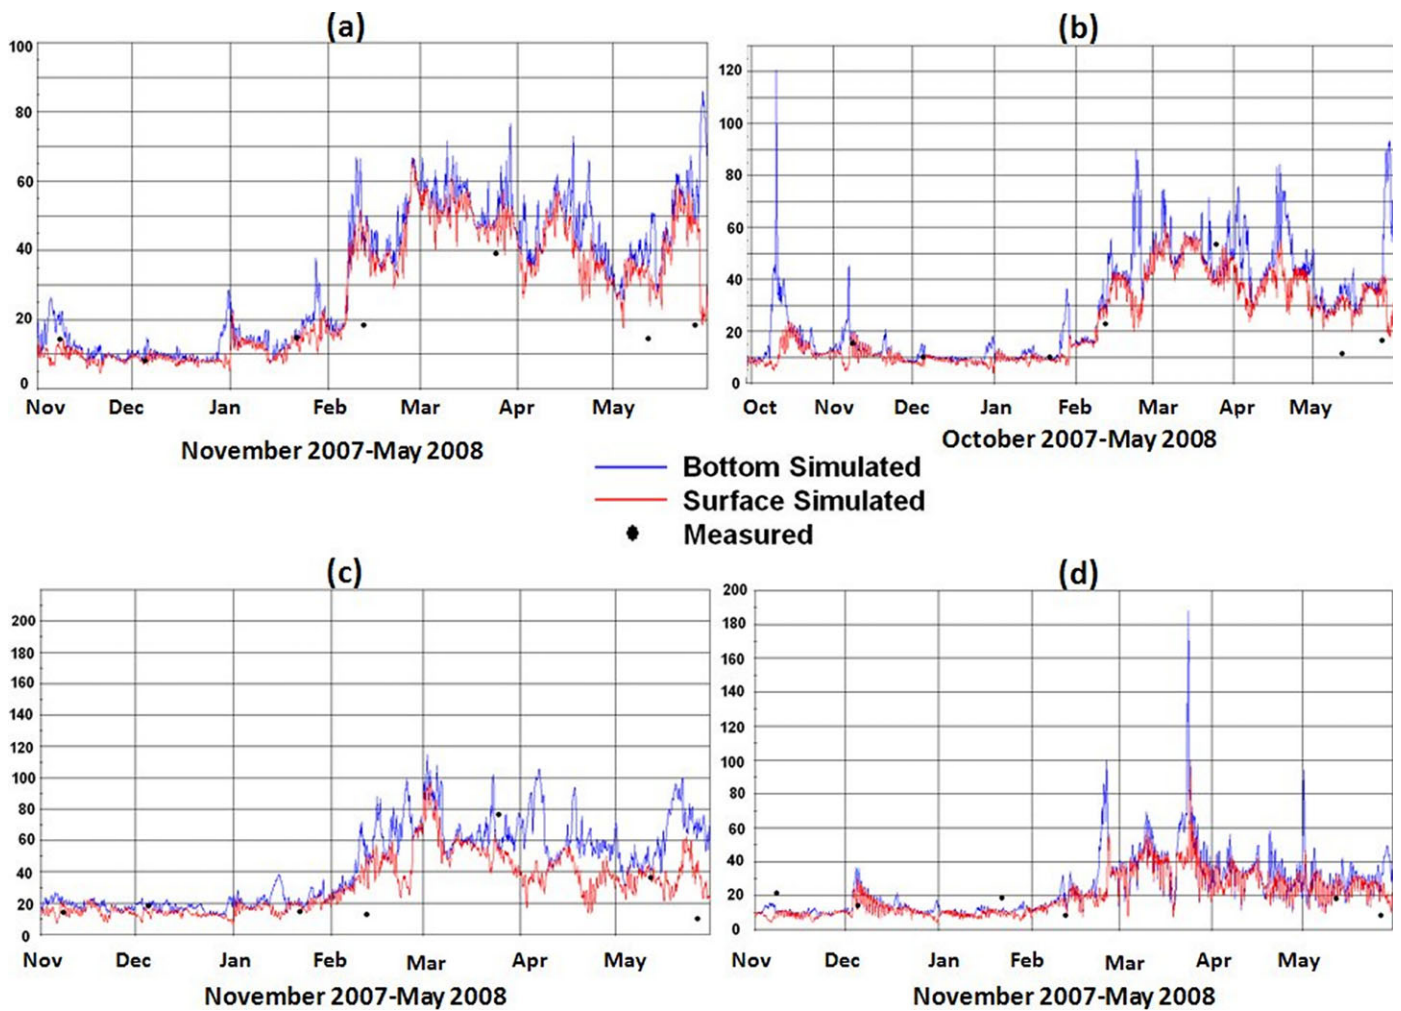 (a)
100
80
60
40
20
0
Nov Dec Jan Feb Mar Apr May
November 2007-May 2008
(b)
120
100
80
60
40
20
0
Oct Nov Dec Jan Feb Mar Apr May
October 2007-May 2008
Bottom Simulated
Surface Simulated
Measured
(c)
200
180
160
140
120
100
80
60
40
20
0
Nov Dec Jan Feb Mar Apr May
November 2007-May 2008
(d)
200
180
160
140
120
100
80
60
40
20
0
Nov Dec Jan Feb Mar Apr May
November 2007-May 2008